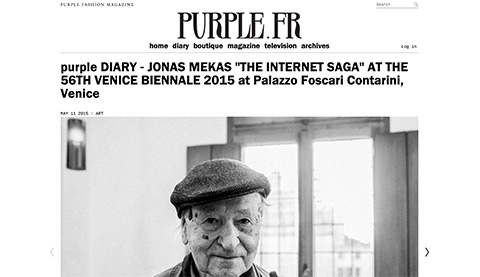 PURPLE FASHION MAGAZINE
Search
PURPLE.FR
home diary boutique magazine television archives
Log in
purple DIARY - JONAS MEKAS "THE INTERNET SAGA" AT THE
56TH VENICE BIENNALE 2015 at Palazzo Foscari Contarini,
Venice
MAY 11 2015 | ART